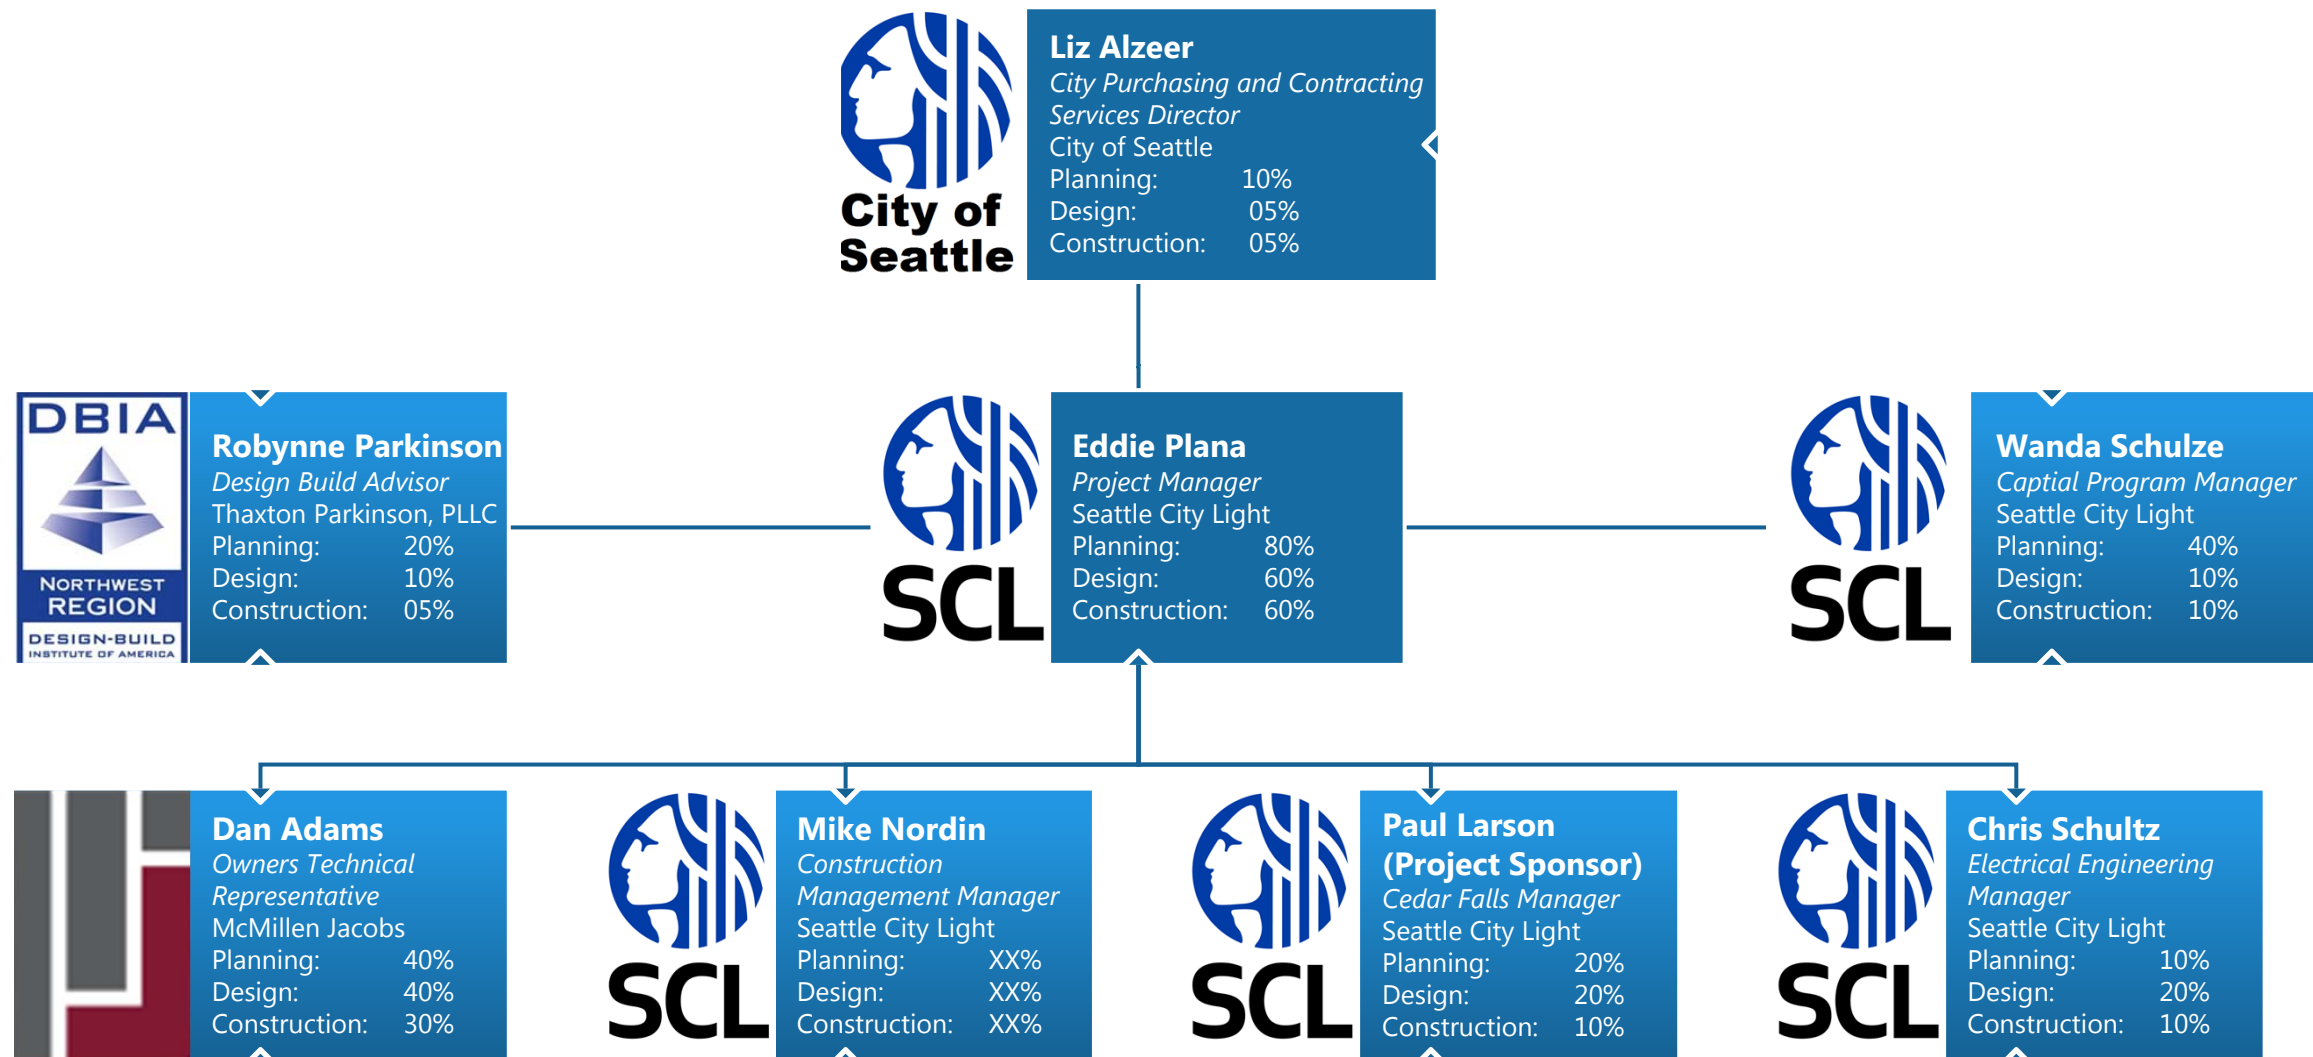 City of
Seattle
Liz Alzeer
City Purchasing and Contracting
Services Director
City of Seattle
Planning: 10%
Design: 05%
Construction: 05%
DBIA
NORTHWEST
REGION
DESIGN-BUILD
INSTITUTE OF AMERICA
Robynne Parkinson
Design Build Advisor
Thaxton Parkinson, PLLC
Planning: 20%
Design: 10%
Construction: 05%
SCL
Eddie Plana
Project Manager
Seattle City Light
Planning: 80%
Design: 60%
Construction: 60%
SCL
Wanda Schulze
Captial Program Manager
Seattle City Light
Planning: 40%
Design: 10%
Construction: 10%
Dan Adams
Owners Technical
Representative
McMillen Jacobs
Planning: 40%
Design: 40%
Construction: 30%
SCL
Mike Nordin
Construction
Management Manager
Seattle City Light
Planning: XX%
Design: XX%
Construction: XX%
SCL
Paul Larson
(Project Sponsor)
Cedar Falls Manager
Seattle City Light
Planning: 20%
Design: 20%
Construction: 10%
SCL
Chris Schultz
Electrical Engineering
Manager
Seattle City Light
Planning: 10%
Design: 20%
Construction: 10%